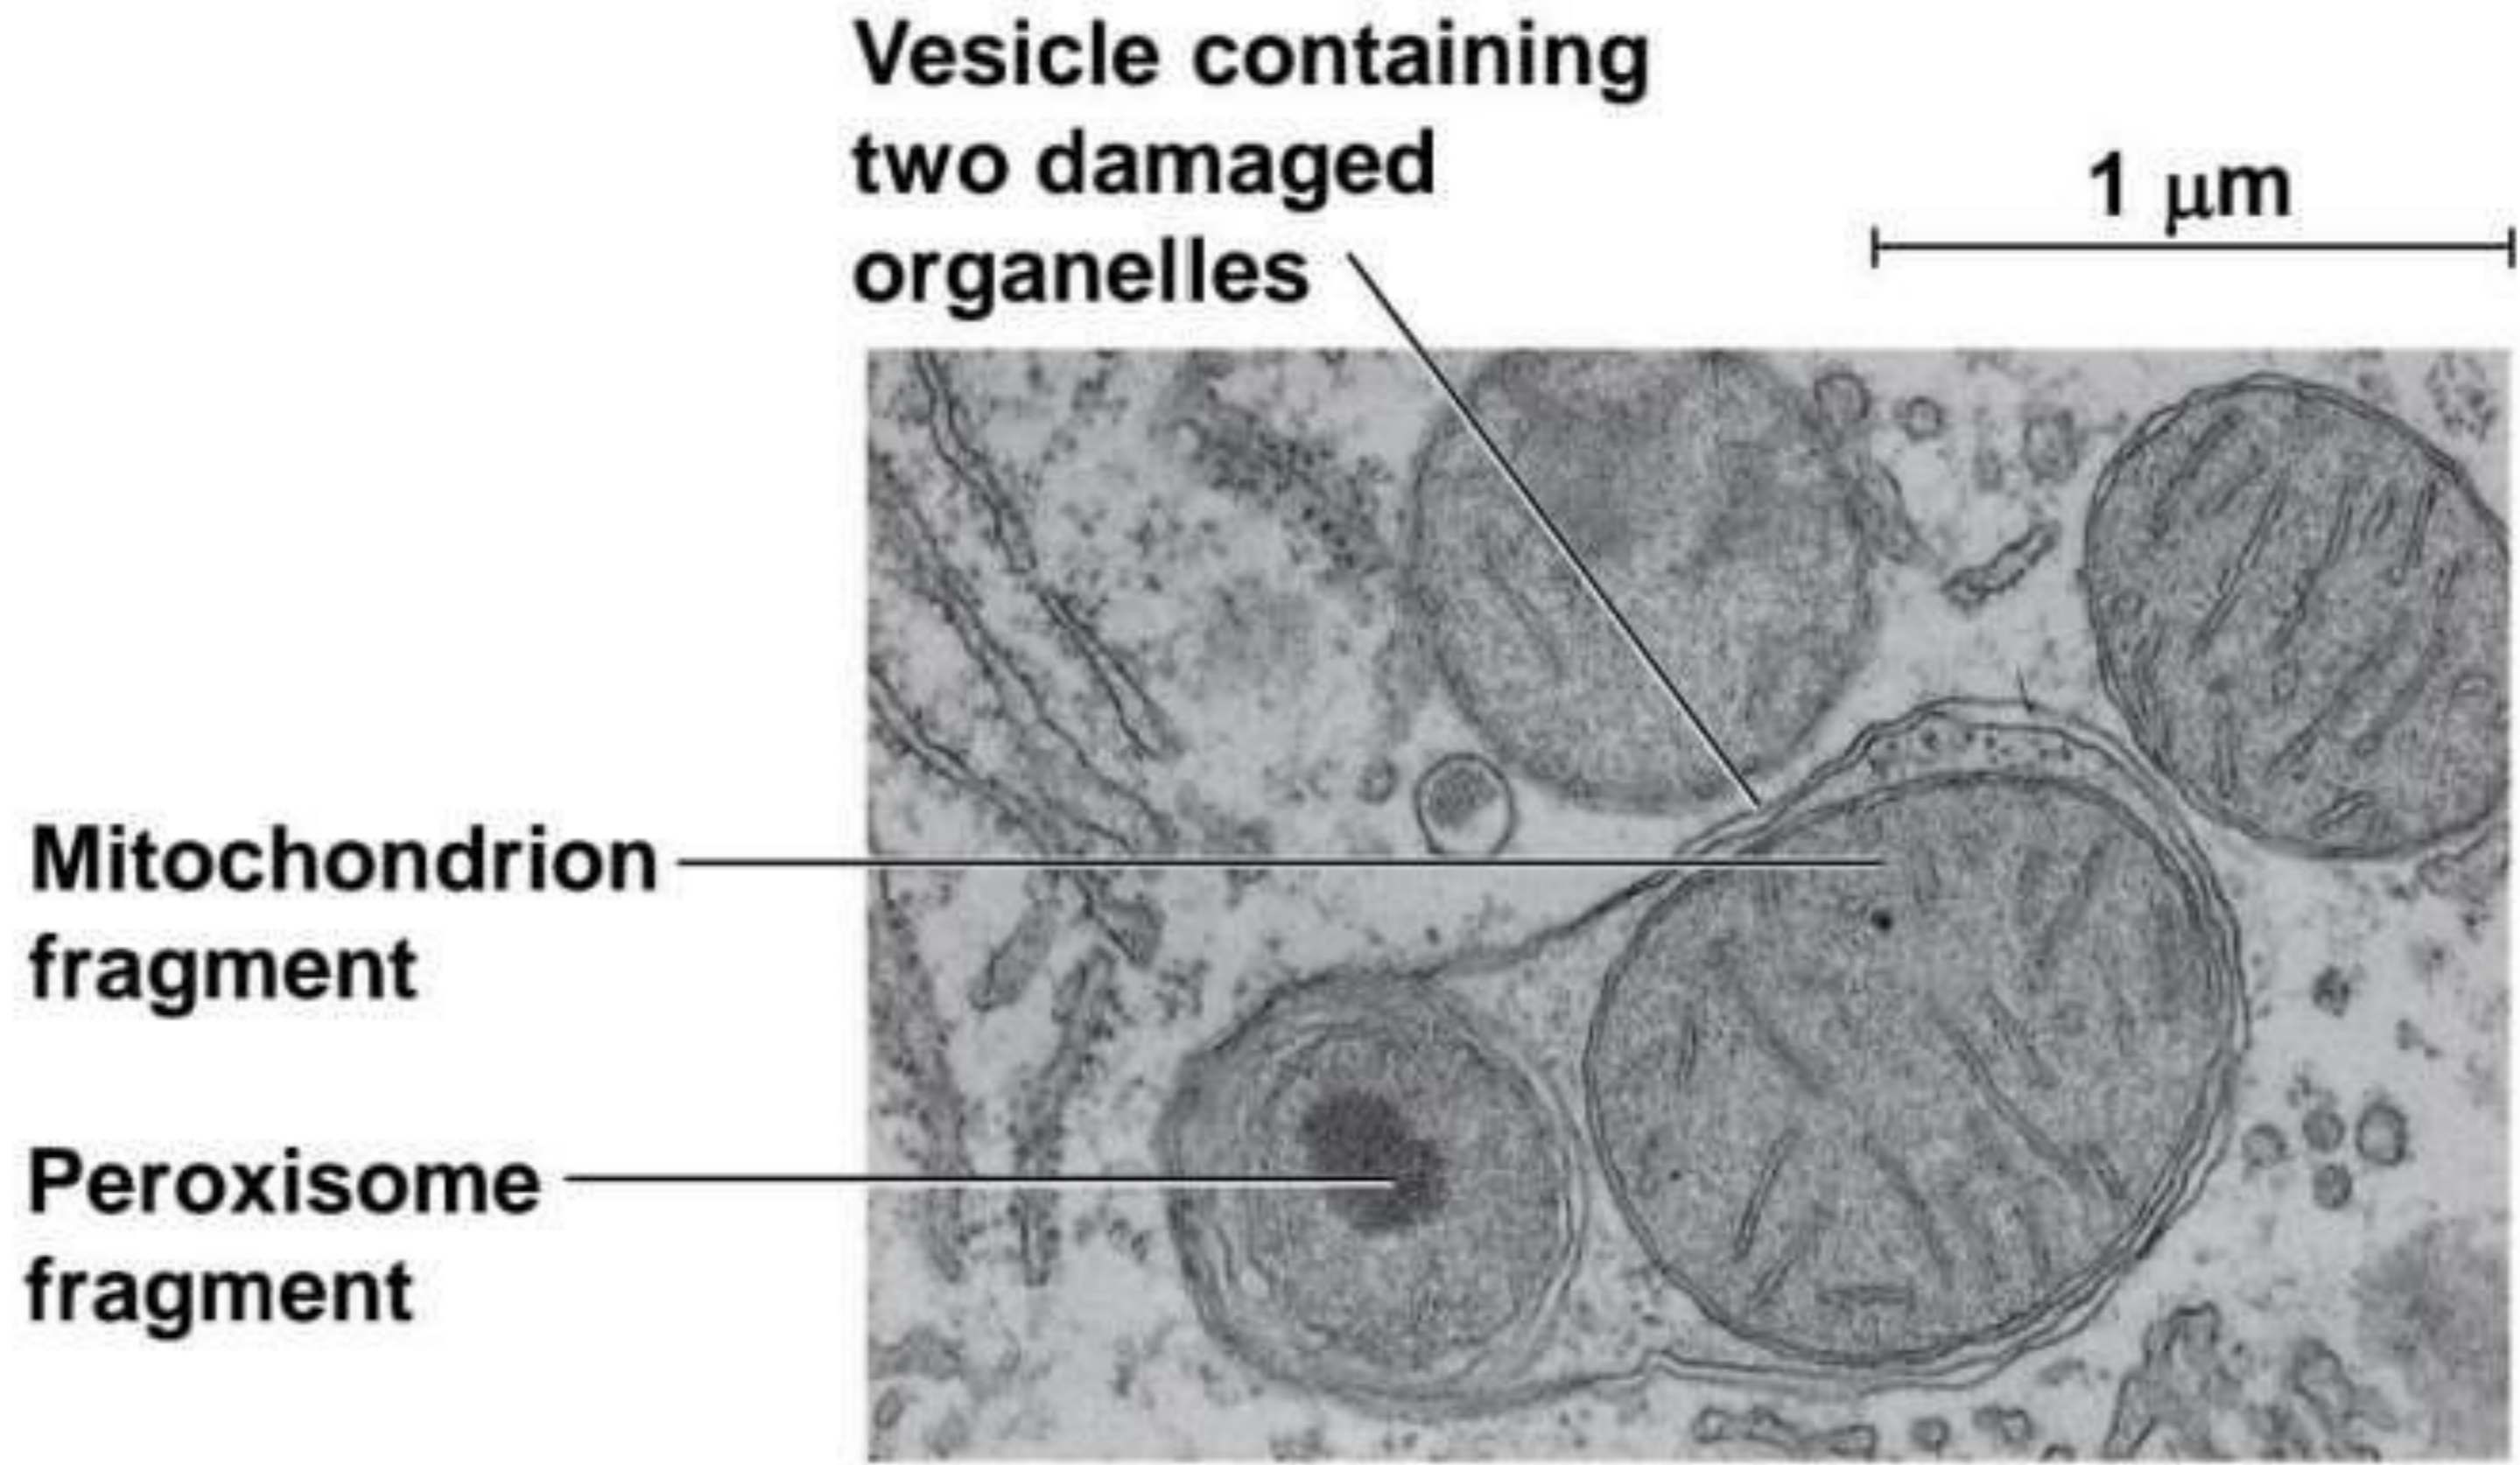 Vesicle containing
two damaged
organelles
1 μm
Mitochondrion
fragment
Peroxisome
fragment